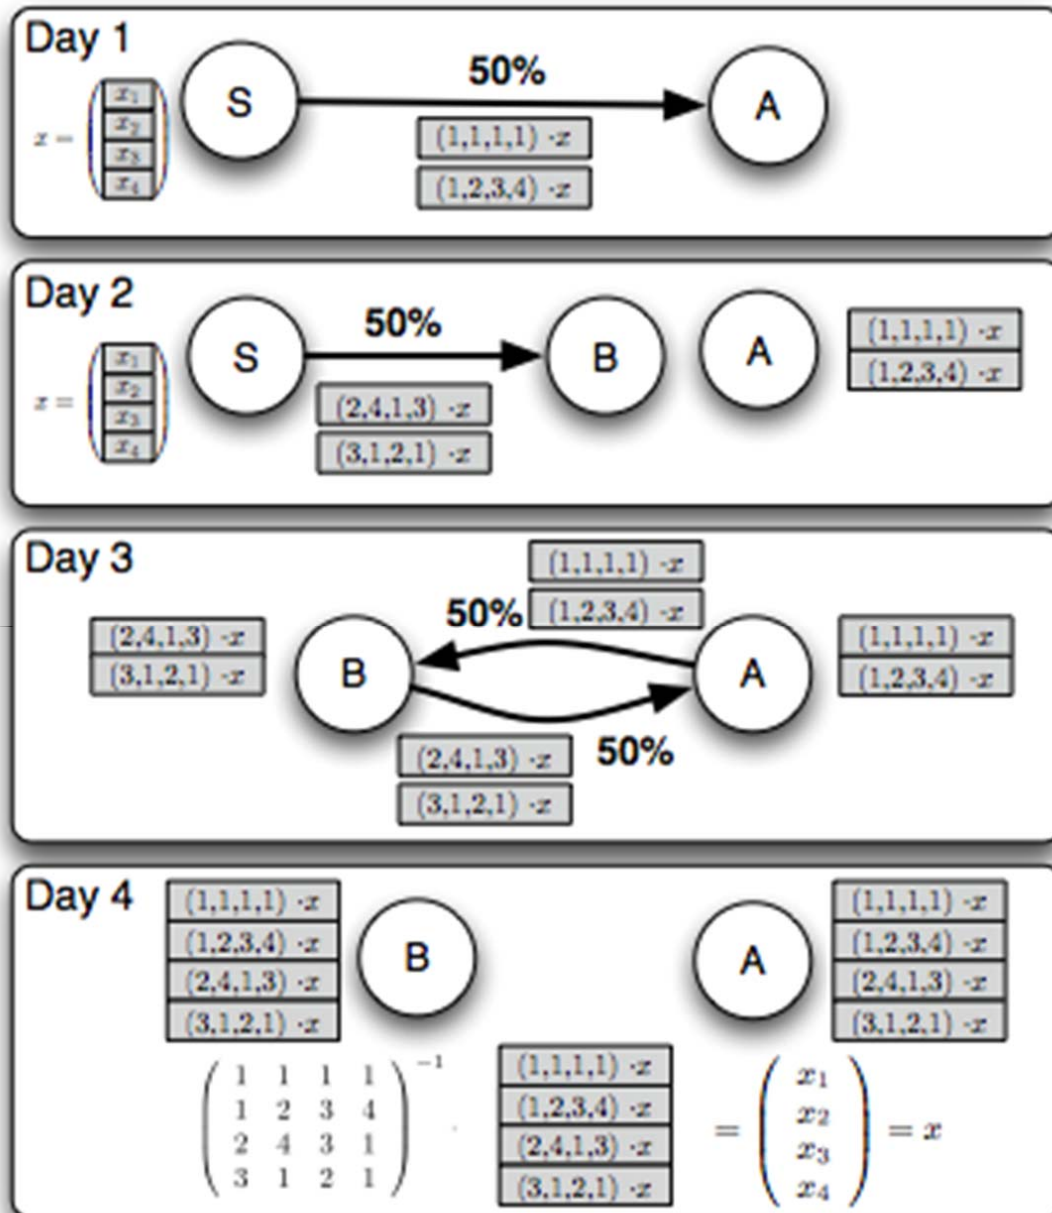 Day 1
S
50%
A
x =
x₁
x₂
x₃
x₄
(1,1,1,1) ·x
(1,2,3,4) ·x
Day 2
S
50%
B
A
x =
x₁
x₂
x₃
x₄
(2,4,1,3) ·x
(3,1,2,1) ·x
(1,1,1,1) ·x
(1,2,3,4) ·x
Day 3
(1,1,1,1) ·x
50% (1,2,3,4) ·x
(2,4,1,3) ·x
(3,1,2,1) ·x
B
A
(1,1,1,1) ·x
(1,2,3,4) ·x
(2,4,1,3) ·x
(3,1,2,1) ·x
50%
Day 4
(1,1,1,1) ·x
(1,2,3,4) ·x
(2,4,1,3) ·x
(3,1,2,1) ·x
B
A
(1,1,1,1) ·x
(1,2,3,4) ·x
(2,4,1,3) ·x
(3,1,2,1) ·x
1 1 1 1
1 2 3 4
2 4 3 1
3 1 2 1
−1
·
(1,1,1,1) ·x
(1,2,3,4) ·x
(2,4,1,3) ·x
(3,1,2,1) ·x
=
x₁
x₂
x₃
x₄
= x